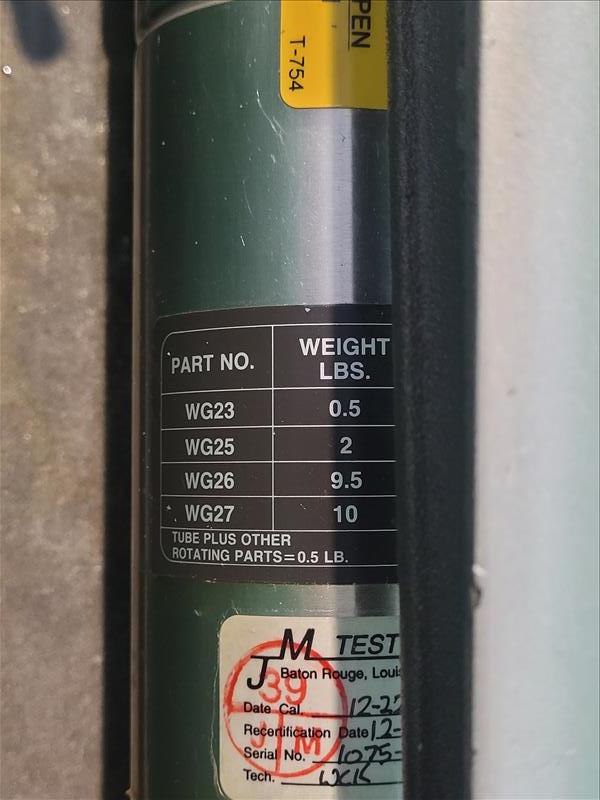 PEN
T-754
PART NO. WEIGHT LBS.
WG23 0.5
WG25 2
WG26 9.5
WG27 10
TUBE PLUS OTHER
ROTATING PARTS=0.5 LB.
JM TEST
Baton Rouge, Loui
39
Date Cal. 12-22
Recertification Date 12-
J M
Serial No. 1075-
Tech. WCK